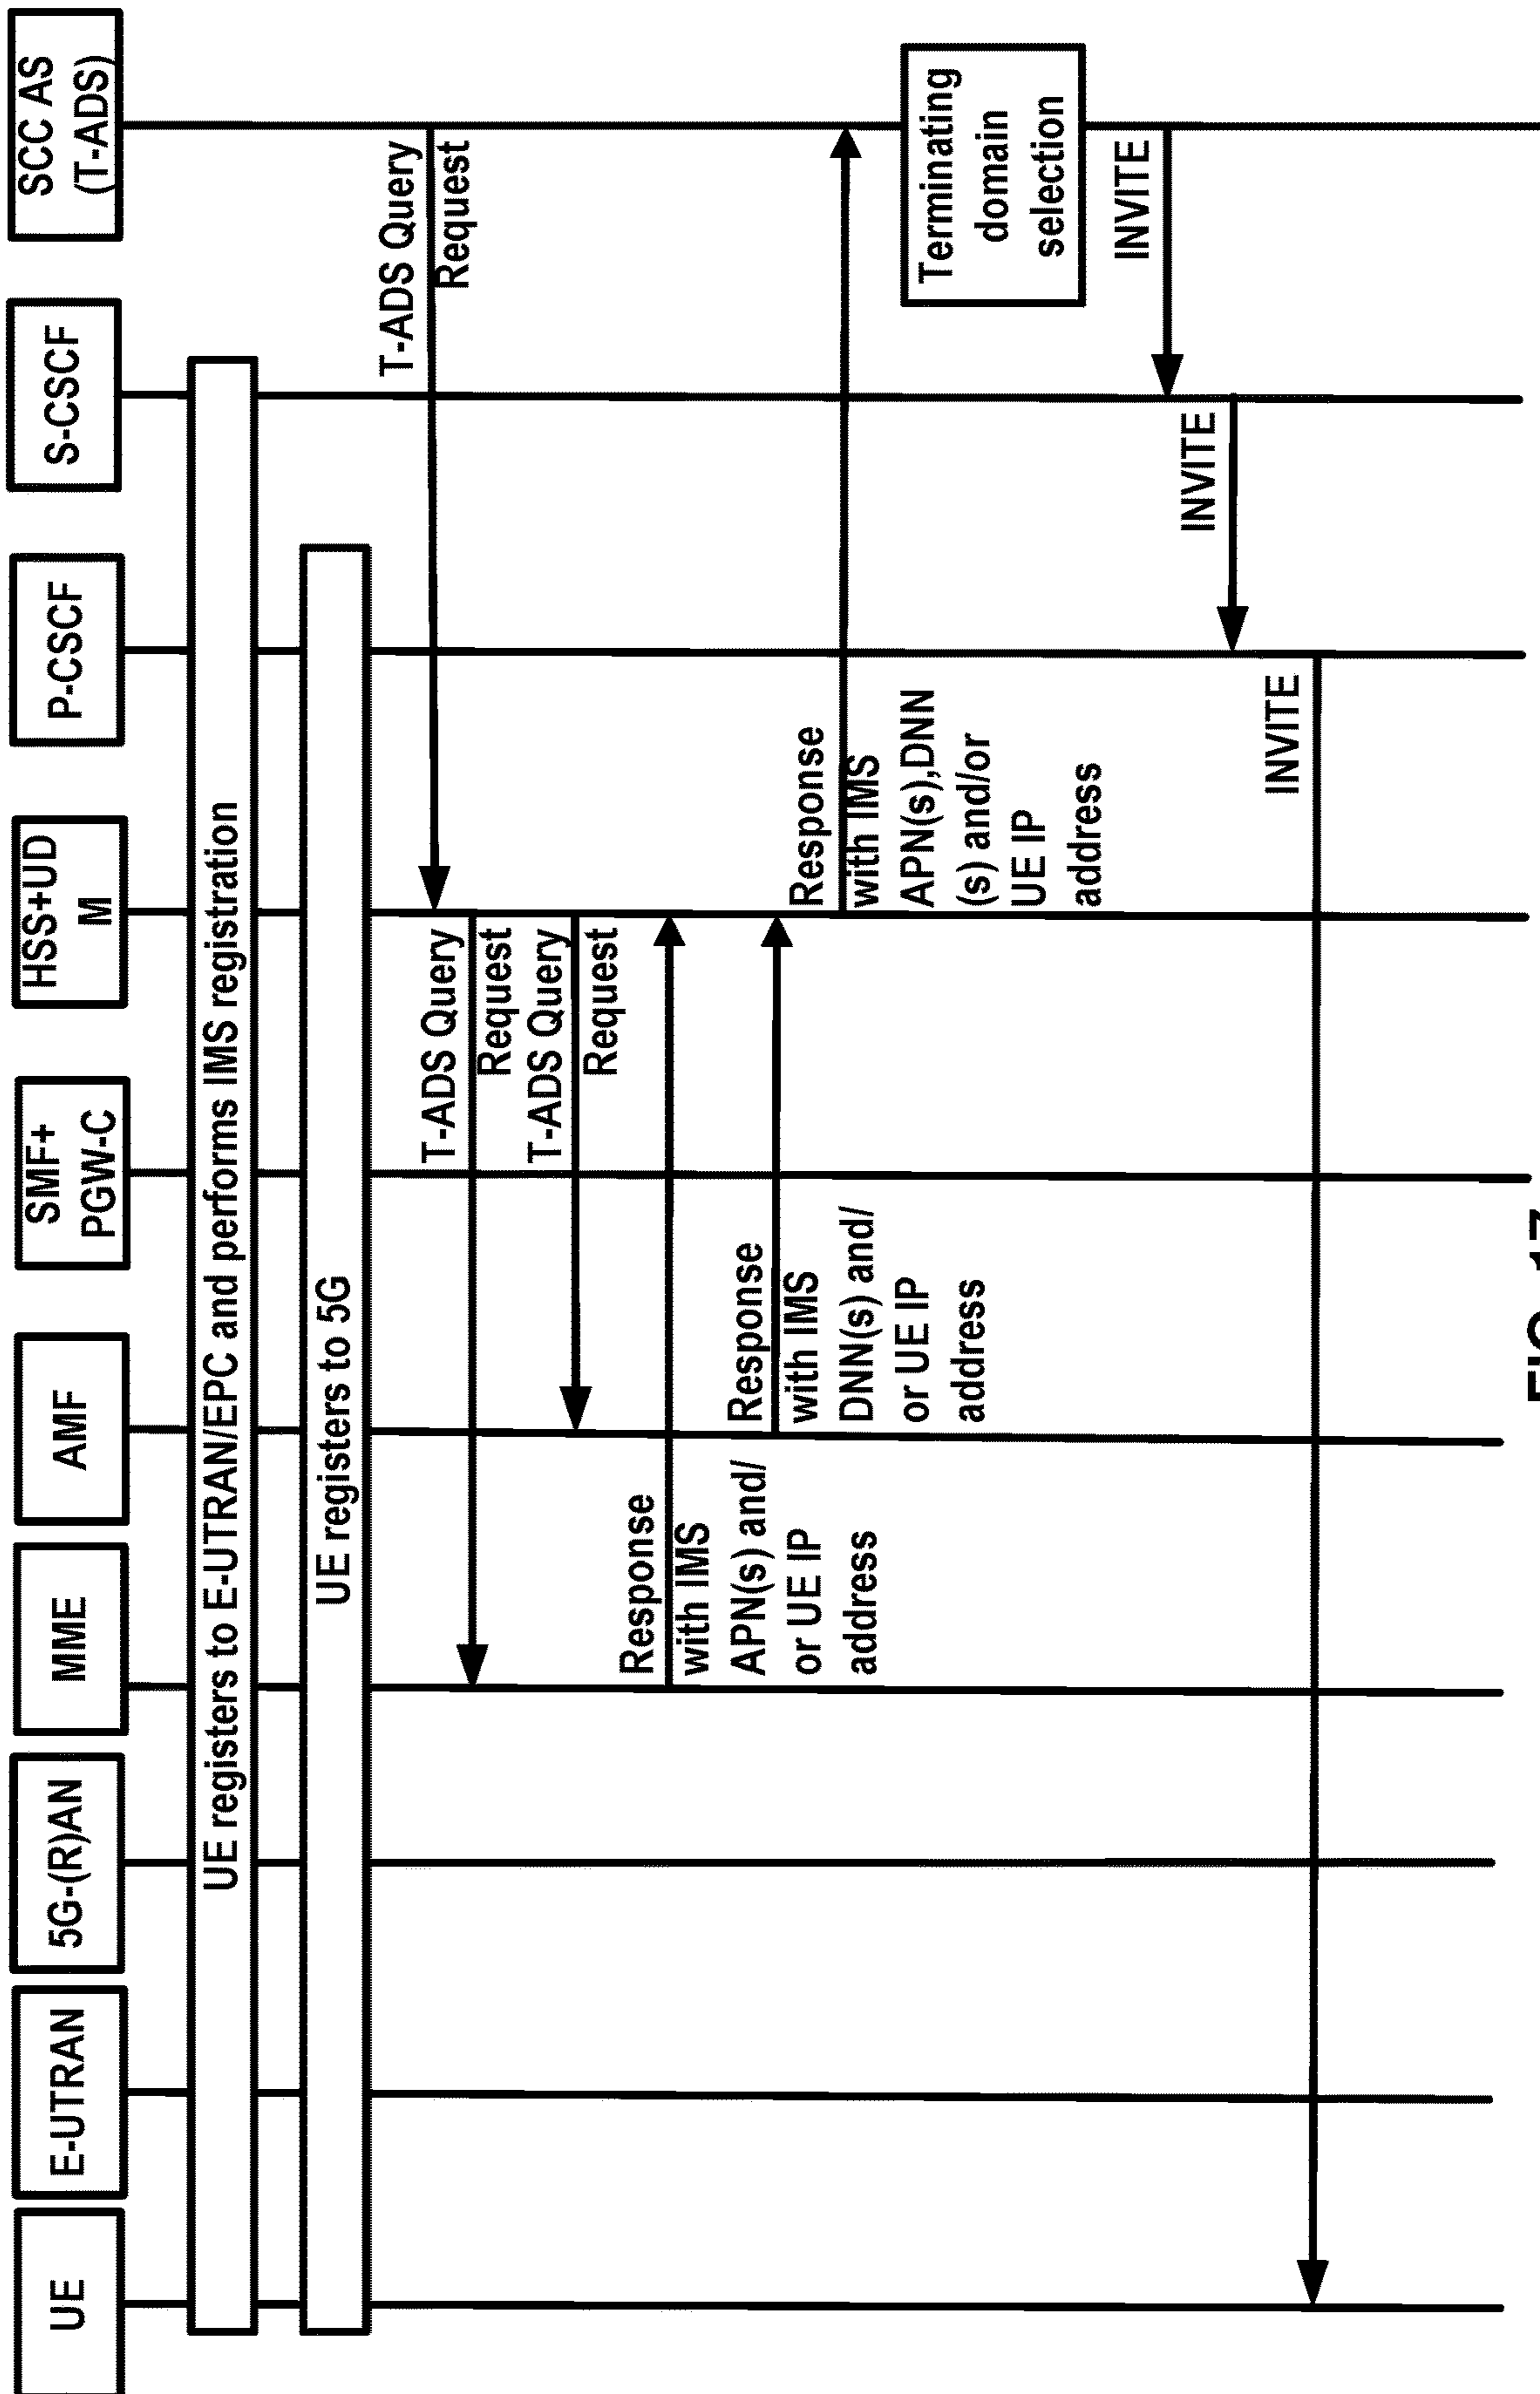 UE
E-UTRAN
5G-(R)AN
MME
AMF
SMF+
PGW-C
HSS+UD
M
P-CSCF
S-CSCF
SCC AS
(T-ADS)
UE registers to E-UTRAN/EPC and performs IMS registration
UE registers to 5G
T-ADS Query
Request
T-ADS Query
Request
T-ADS Query
Request
Response
with IMS
APN(s) and/
or UE IP
address
Response
with IMS
DNN(s) and/
or UE IP
address
Response
with IMS
APN(s),DNN
(s) and/or
UE IP
address
Terminating
domain
selection
INVITE
INVITE
INVITE
FIG. 17